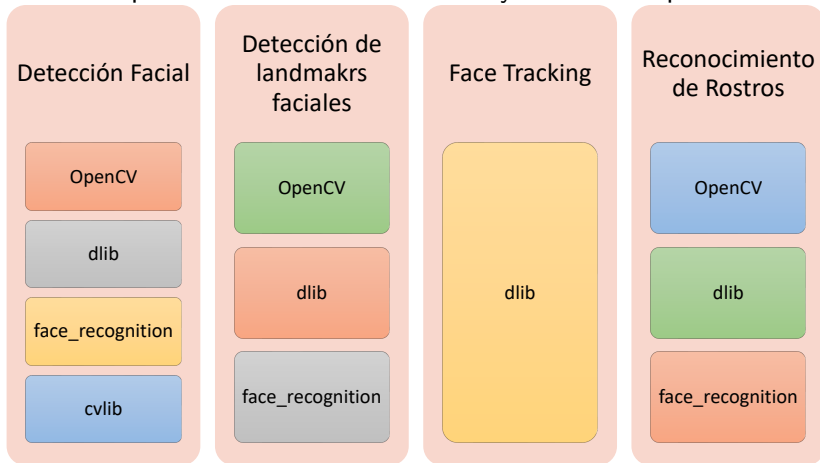 Detección Facial
OpenCV
dlib
face_recognition
cvlib
Detección de
landmakrs
faciales
OpenCV
dlib
face_recognition
Face Tracking
dlib
Reconocimiento
de Rostros
OpenCV
dlib
face_recognition